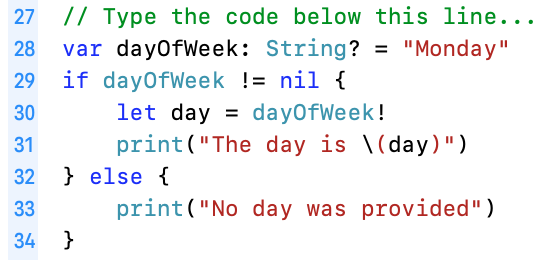 27 // Type the code below this line...
28 var dayOfWeek: String? = "Monday"
29 if dayOfWeek != nil {
30     let day = dayOfWeek!
31     print("The day is \(day)")
32 } else {
33     print("No day was provided")
34 }